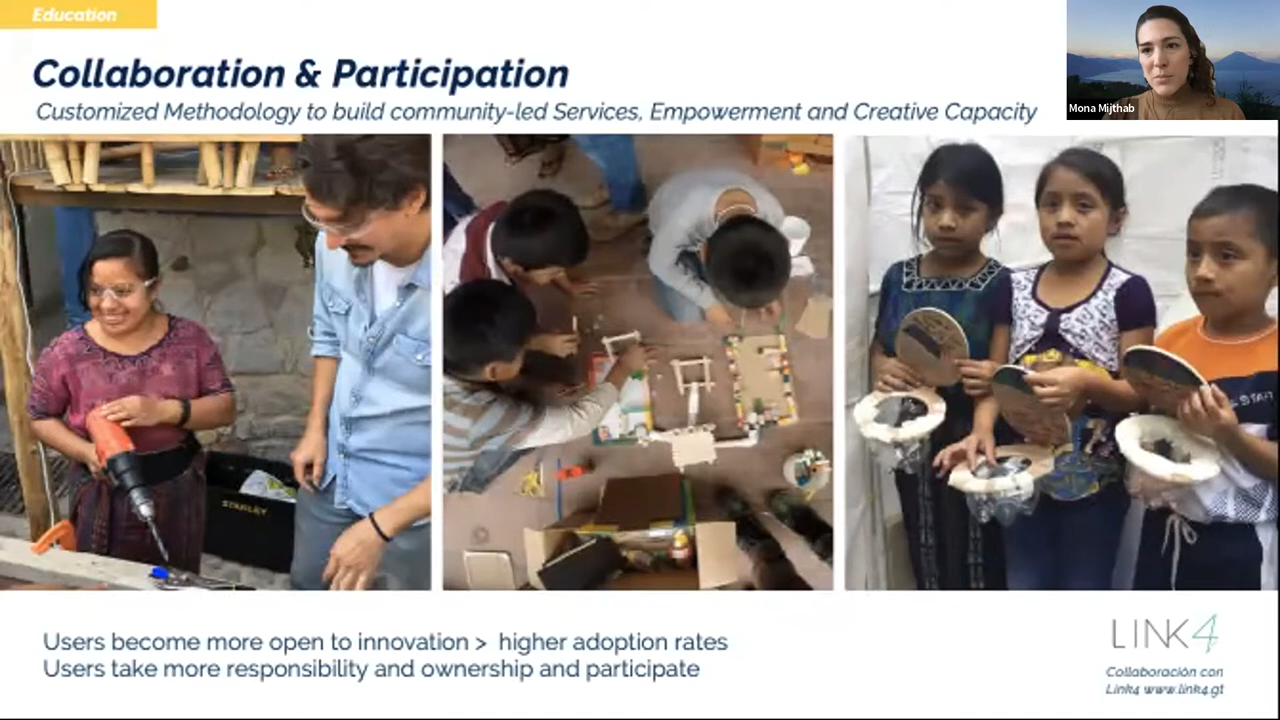 Education
Collaboration & Participation
Customized Methodology to build community-led Services, Empowerment and Creative Capacity
Mona Mijthab
STANLEY
START
Users become more open to innovation > higher adoption rates
Users take more responsibility and ownership and participate
LINK4
Collaboración con
Link4 www.link4.gt